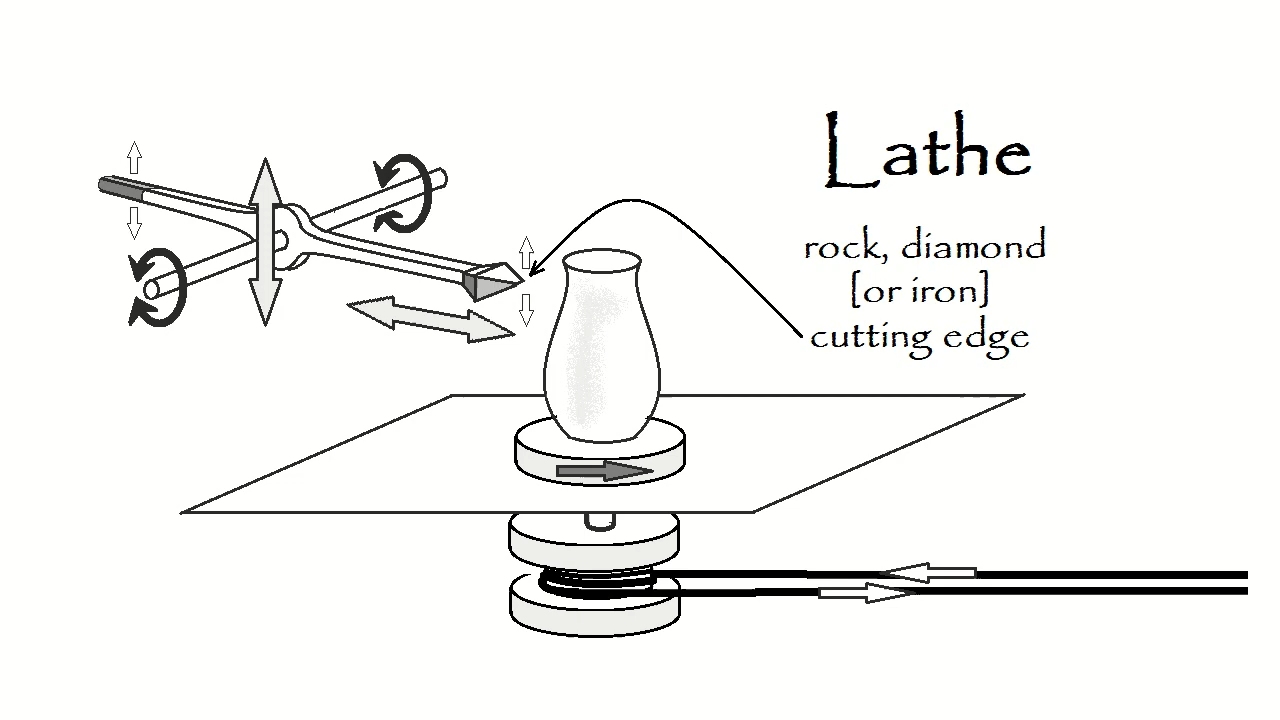 Lathe
rock, diamond
[or iron]
cutting edge